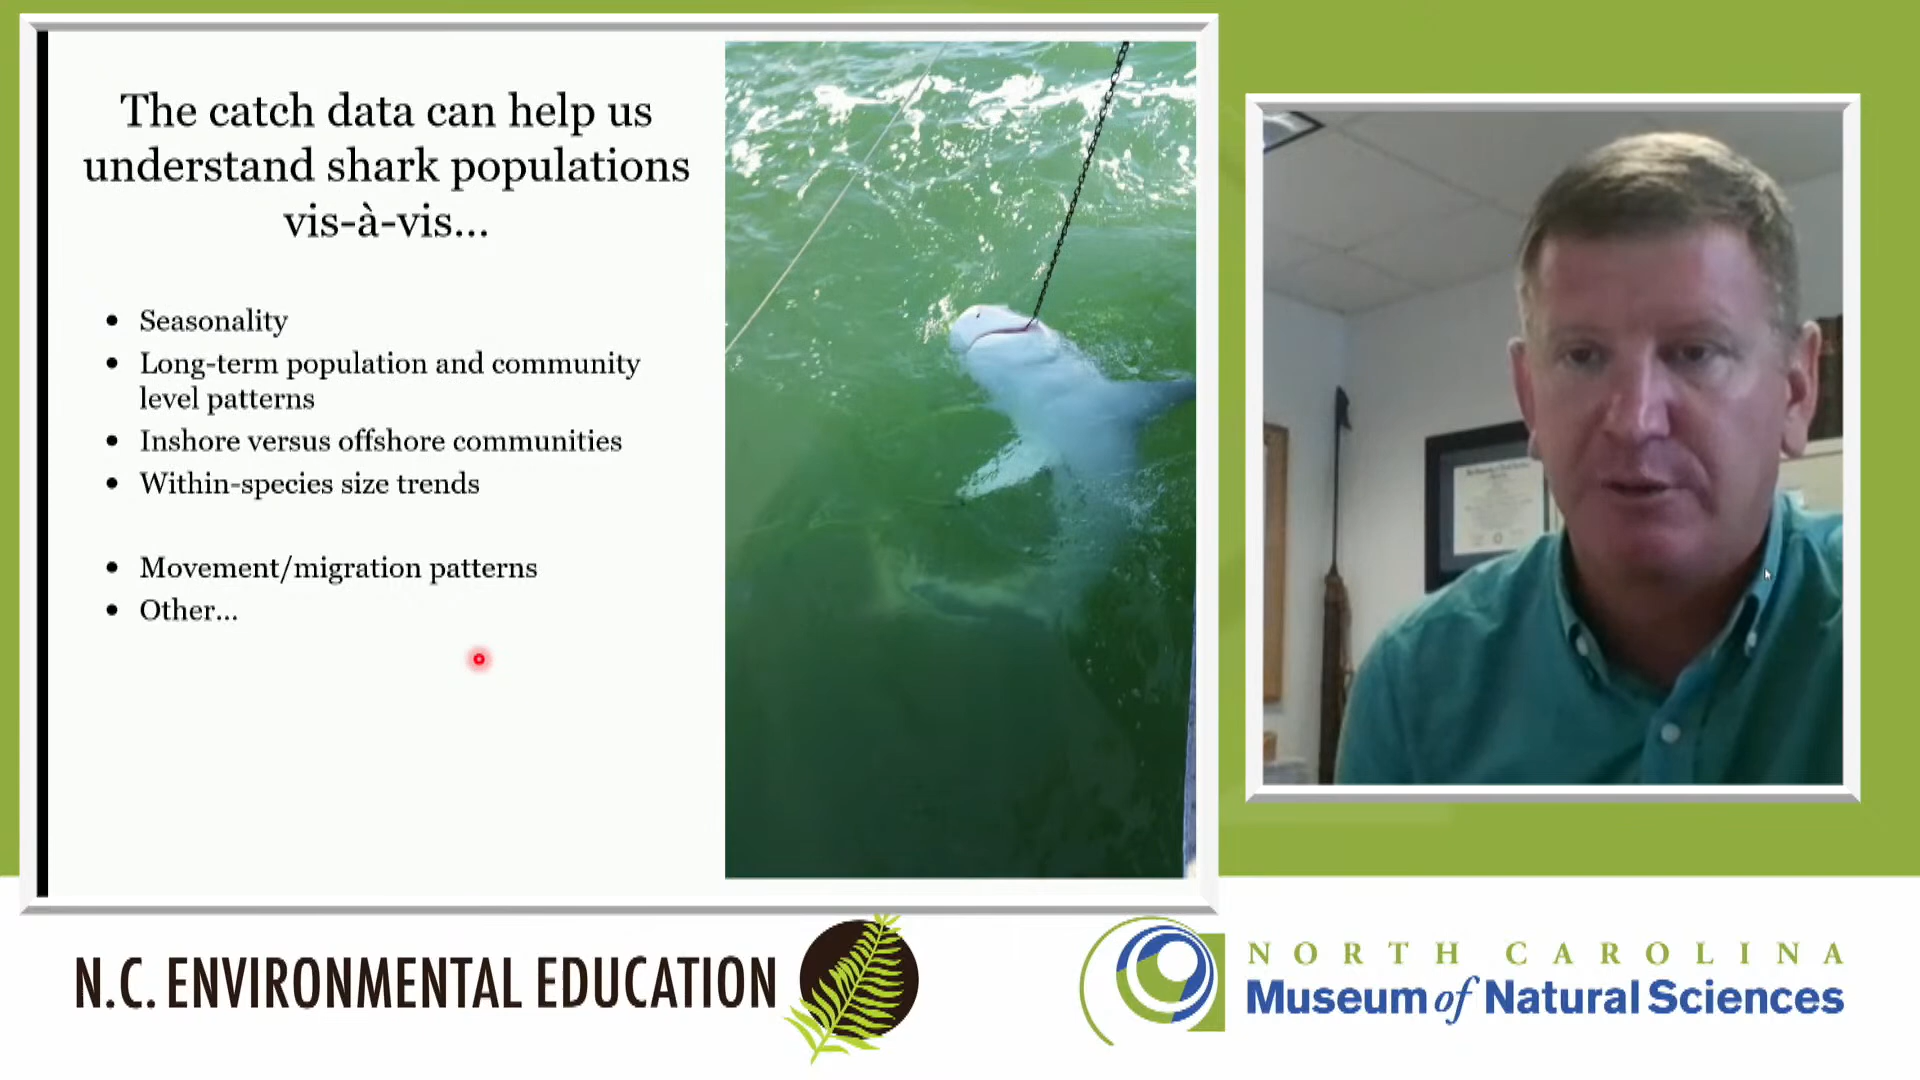 The catch data can help us
understand shark populations
vis-à-vis...
• Seasonality
• Long-term population and community
level patterns
• Inshore versus offshore communities
• Within-species size trends
• Movement/migration patterns
• Other...
N.C. ENVIRONMENTAL EDUCATION
NORTH CAROLINA
Museum of Natural Sciences